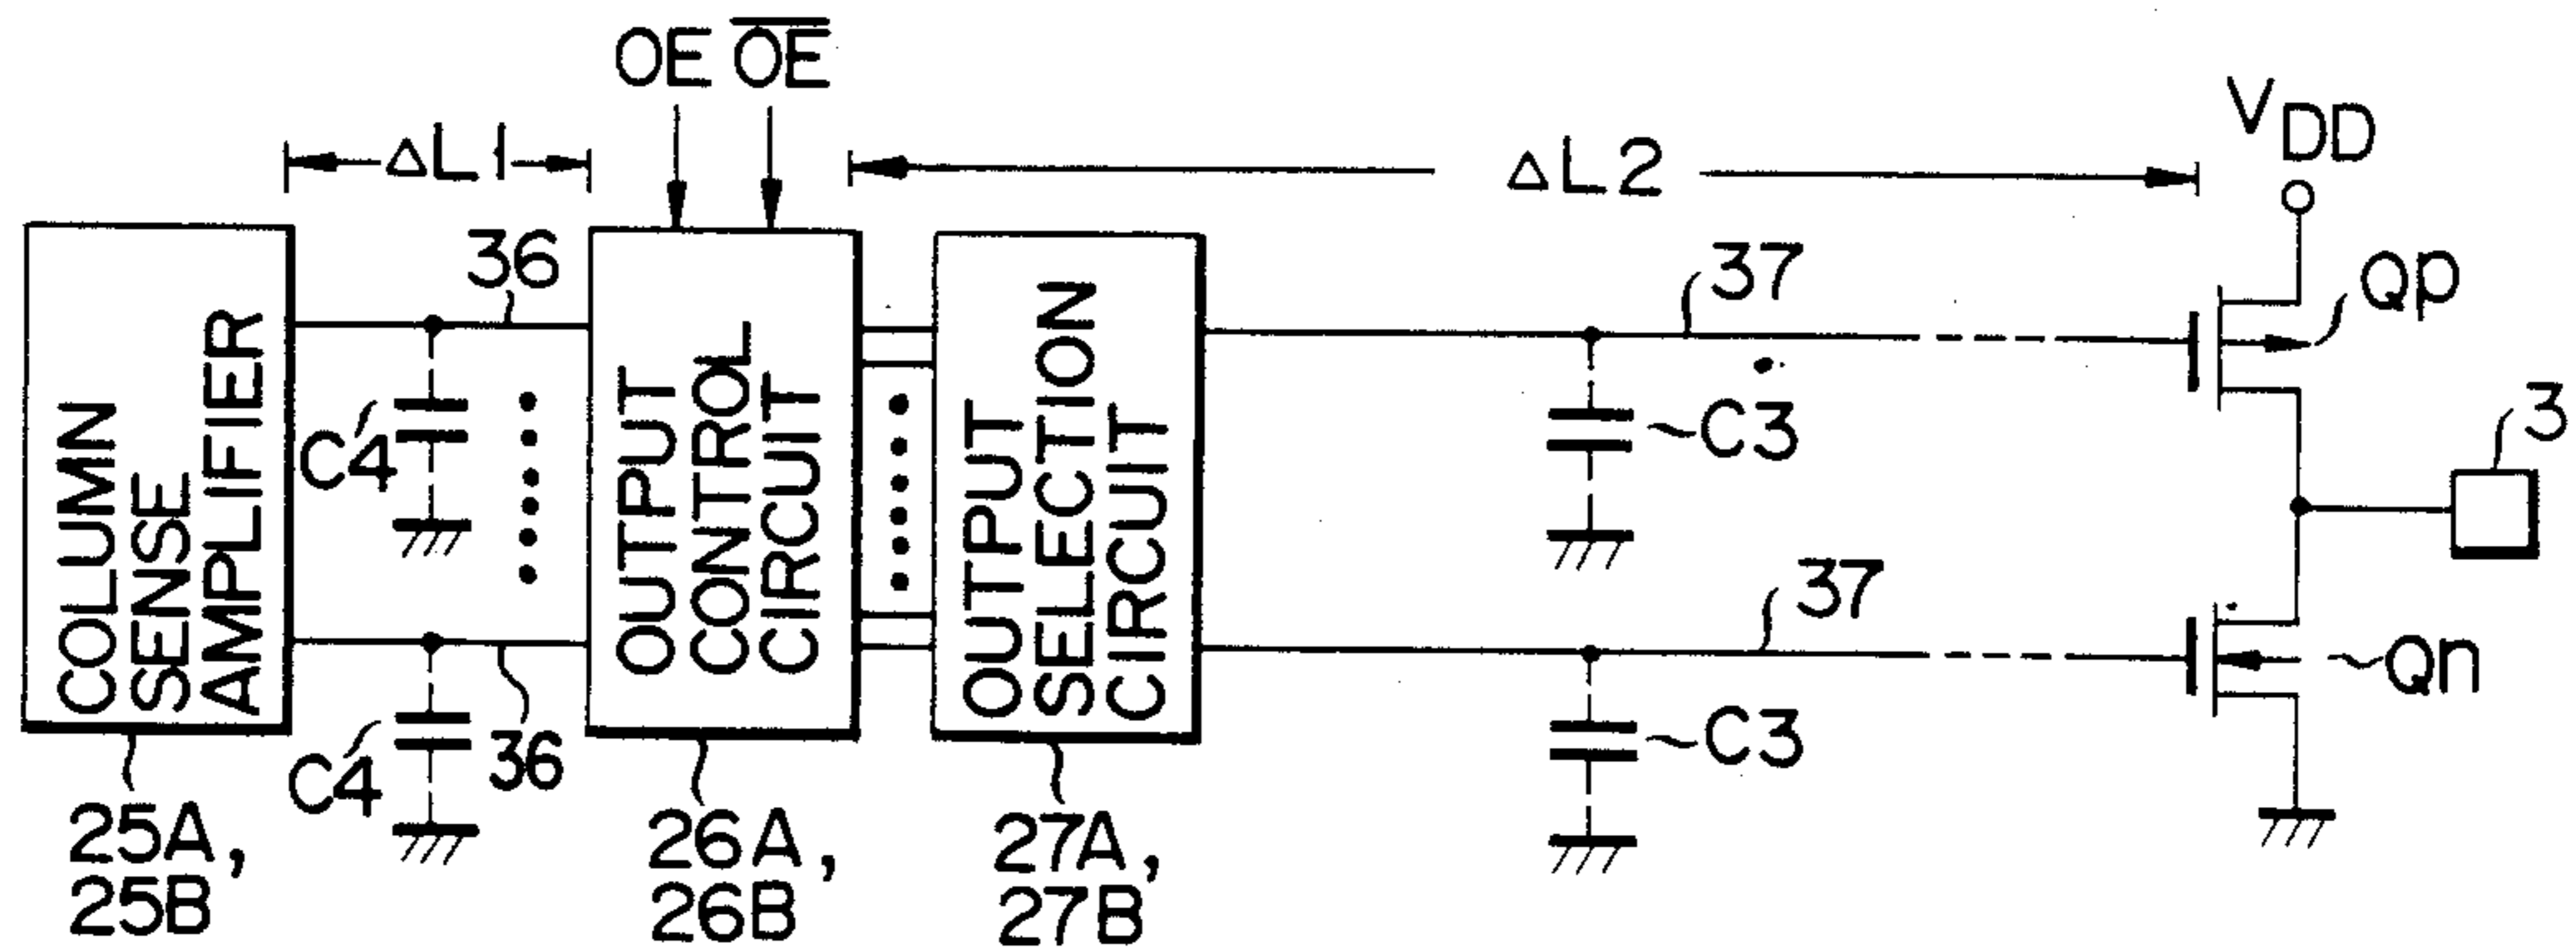 OE O̅E̅
ΔL1
ΔL2
VDD
36
37
Qp
C4
C3
3
COLUMN
SENSE
AMPLIFIER
OUTPUT
CONTROL
CIRCUIT
OUTPUT
SELECTION
CIRCUIT
37
Qn
C4
36
C3
25A,
25B
26A,
26B
27A,
27B